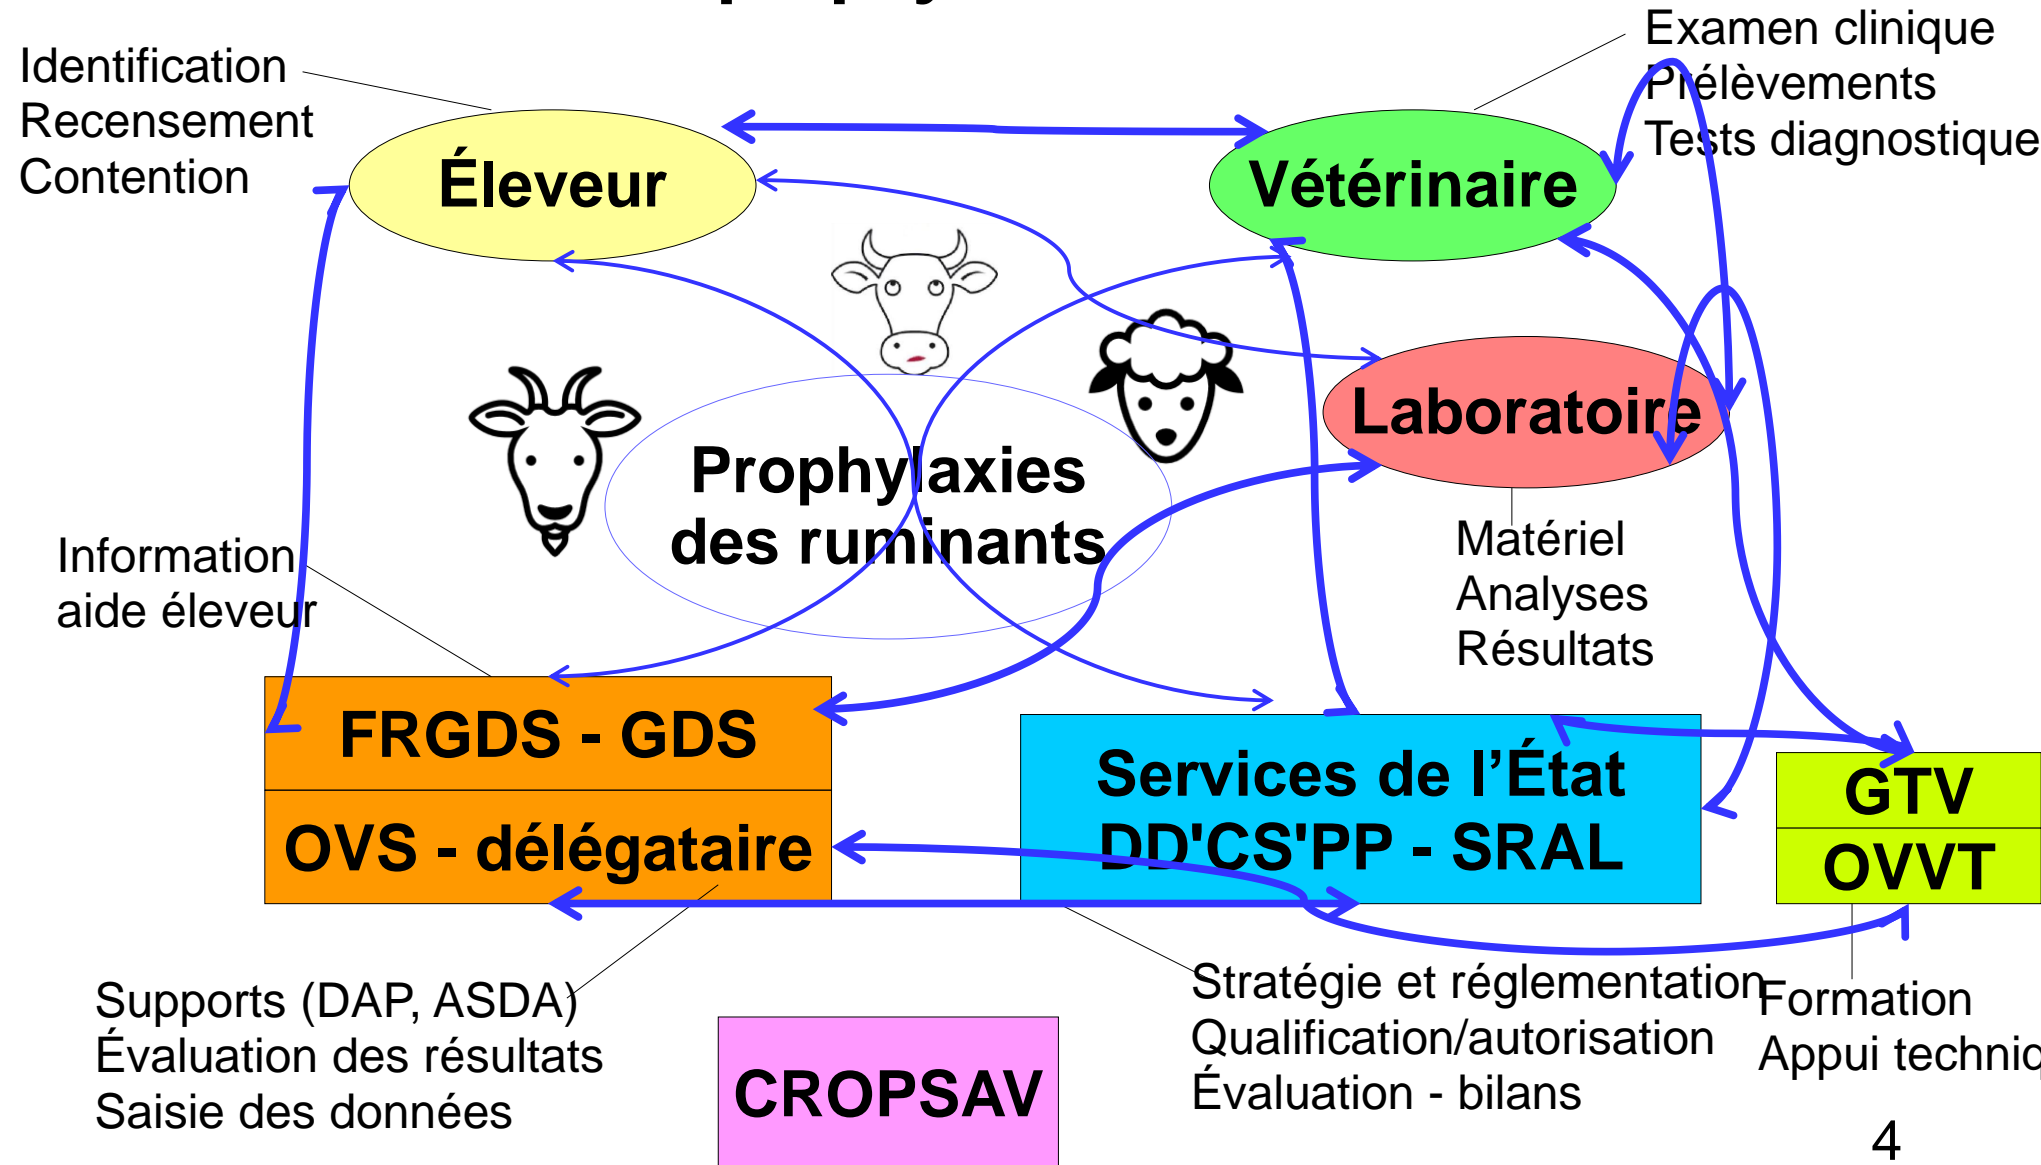 Identification
Recensement
Contention
Examen clinique
Prélèvements
Tests diagnostique
Éleveur
Vétérinaire
Laboratoire
Prophylaxies
des ruminants
Matériel
Analyses
Résultats
Information
aide éleveur
FRGDS - GDS
OVS - délégataire
Services de l’État
DD'CS'PP - SRAL
GTV
OVVT
Supports (DAP, ASDA)
Évaluation des résultats
Saisie des données
CROPSAV
Stratégie et réglementation
Qualification/autorisation
Évaluation - bilans
Formation
Appui techniq
4